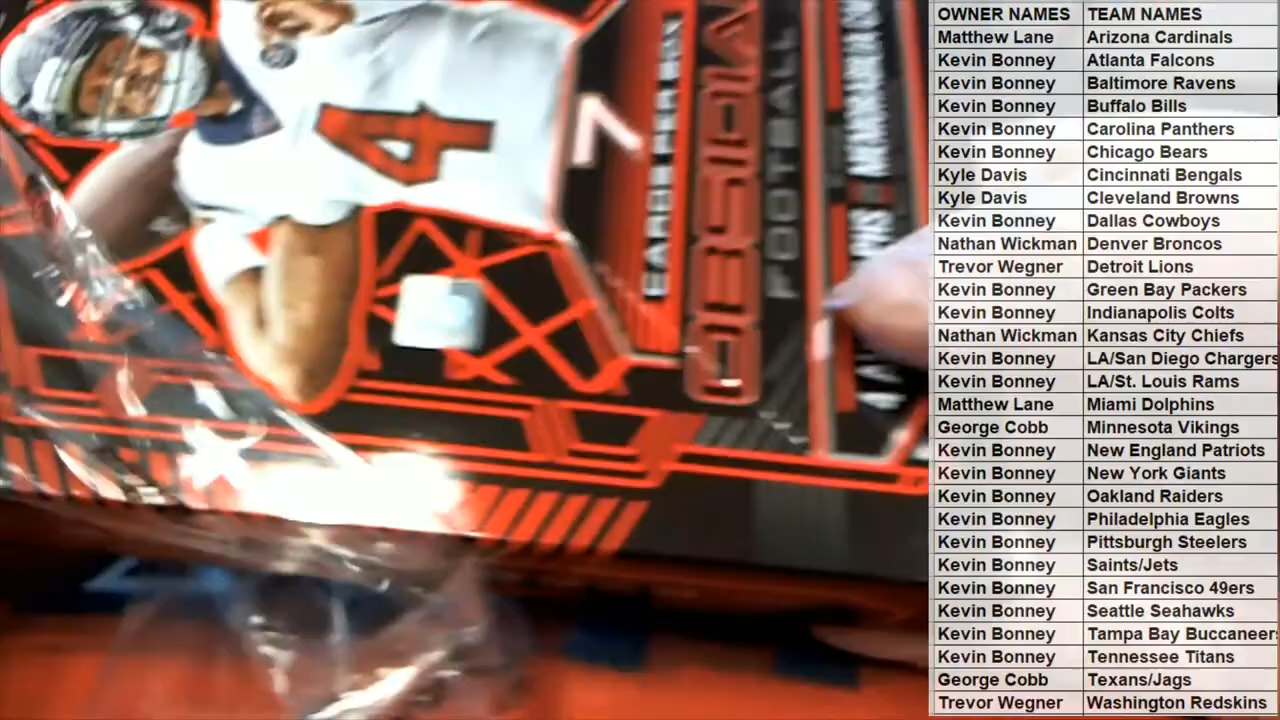 4
7
OBSIDIAN
FOOTBALL
OWNER NAMES TEAM NAMES
Matthew Lane Arizona Cardinals
Kevin Bonney Atlanta Falcons
Kevin Bonney Baltimore Ravens
Kevin Bonney Buffalo Bills
Kevin Bonney Carolina Panthers
Kevin Bonney Chicago Bears
Kyle Davis Cincinnati Bengals
Kyle Davis Cleveland Browns
Kevin Bonney Dallas Cowboys
Nathan Wickman Denver Broncos
Trevor Wegner Detroit Lions
Kevin Bonney Green Bay Packers
Kevin Bonney Indianapolis Colts
Nathan Wickman Kansas City Chiefs
Kevin Bonney LA/San Diego Chargers
Kevin Bonney LA/St. Louis Rams
Matthew Lane Miami Dolphins
George Cobb Minnesota Vikings
Kevin Bonney New England Patriots
Kevin Bonney New York Giants
Kevin Bonney Oakland Raiders
Kevin Bonney Philadelphia Eagles
Kevin Bonney Pittsburgh Steelers
Kevin Bonney Saints/Jets
Kevin Bonney San Francisco 49ers
Kevin Bonney Seattle Seahawks
Kevin Bonney Tampa Bay Buccaneer
Kevin Bonney Tennessee Titans
George Cobb Texans/Jags
Trevor Wegner Washington Redskins